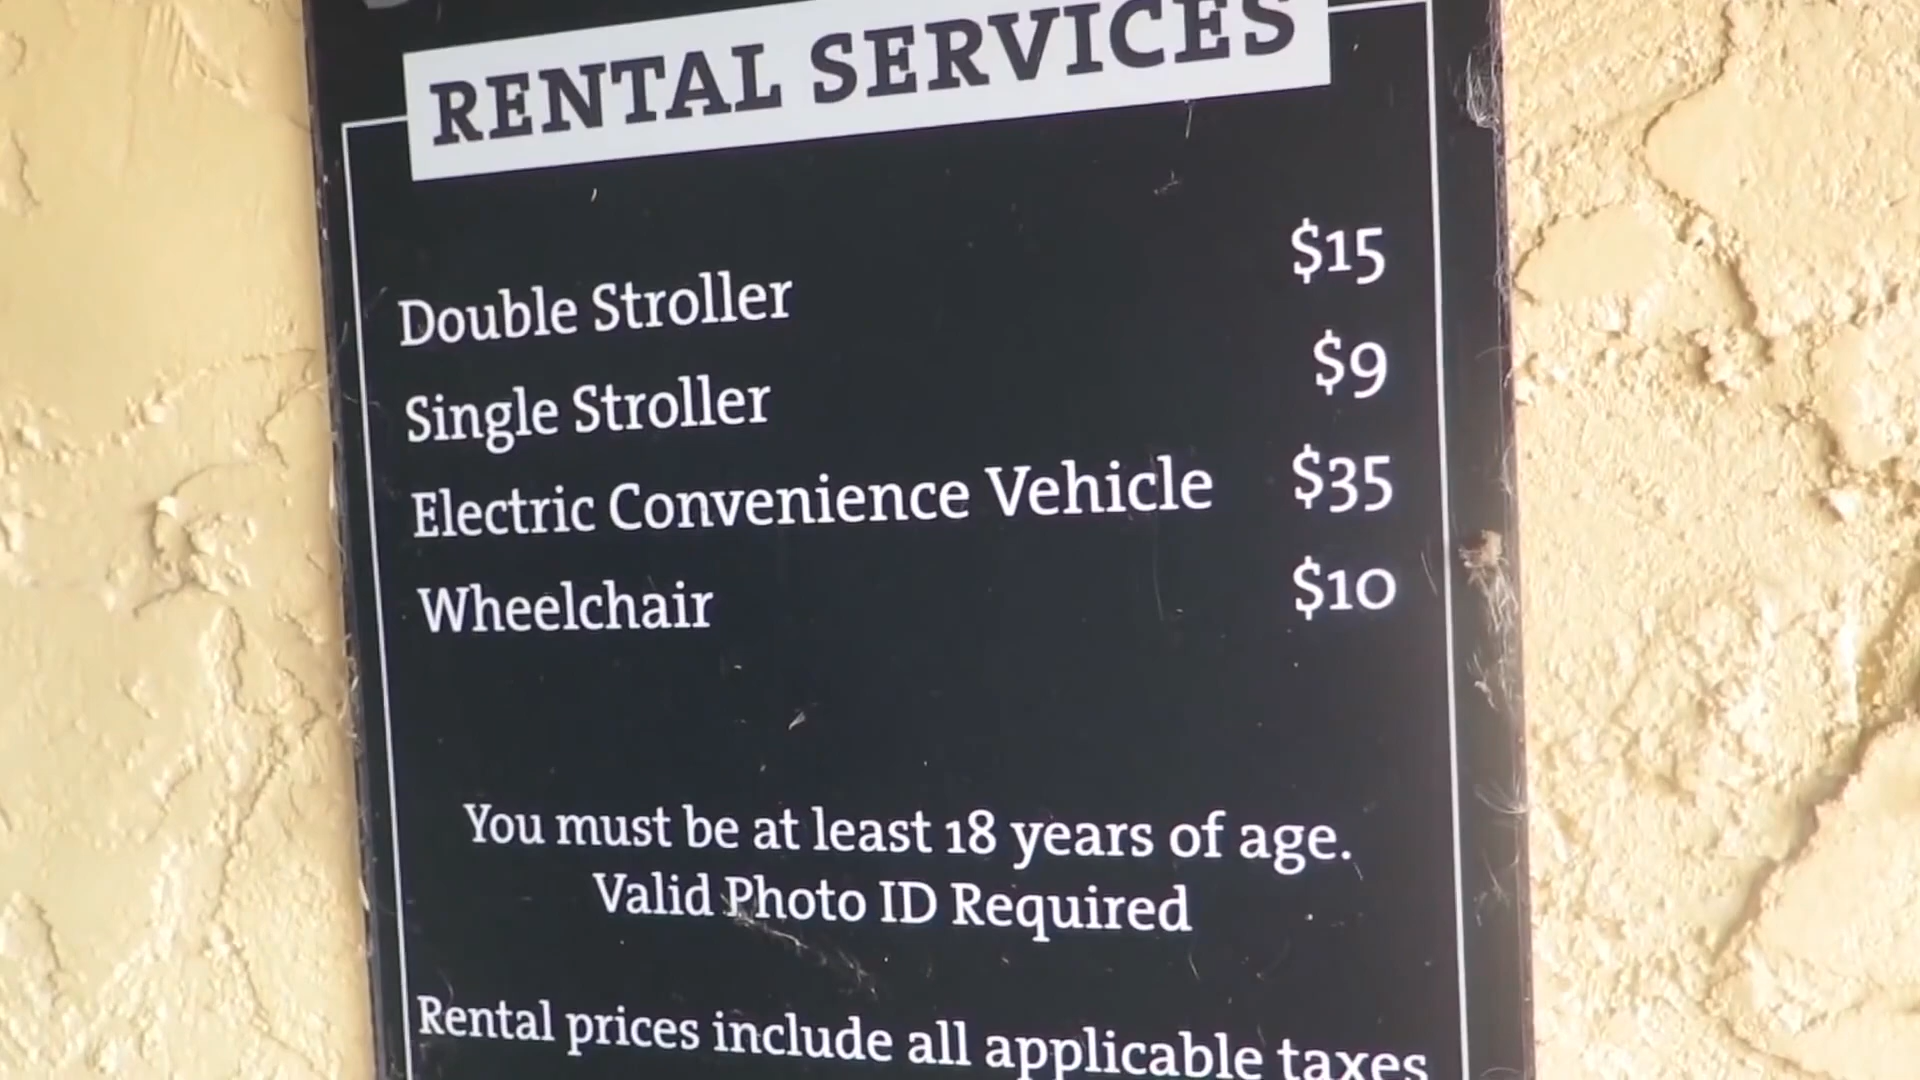 RENTAL SERVICES
Double Stroller $15
Single Stroller $9
Electric Convenience Vehicle $35
Wheelchair $10
You must be at least 18 years of age.
Valid Photo ID Required
Rental prices include all applicable taxes